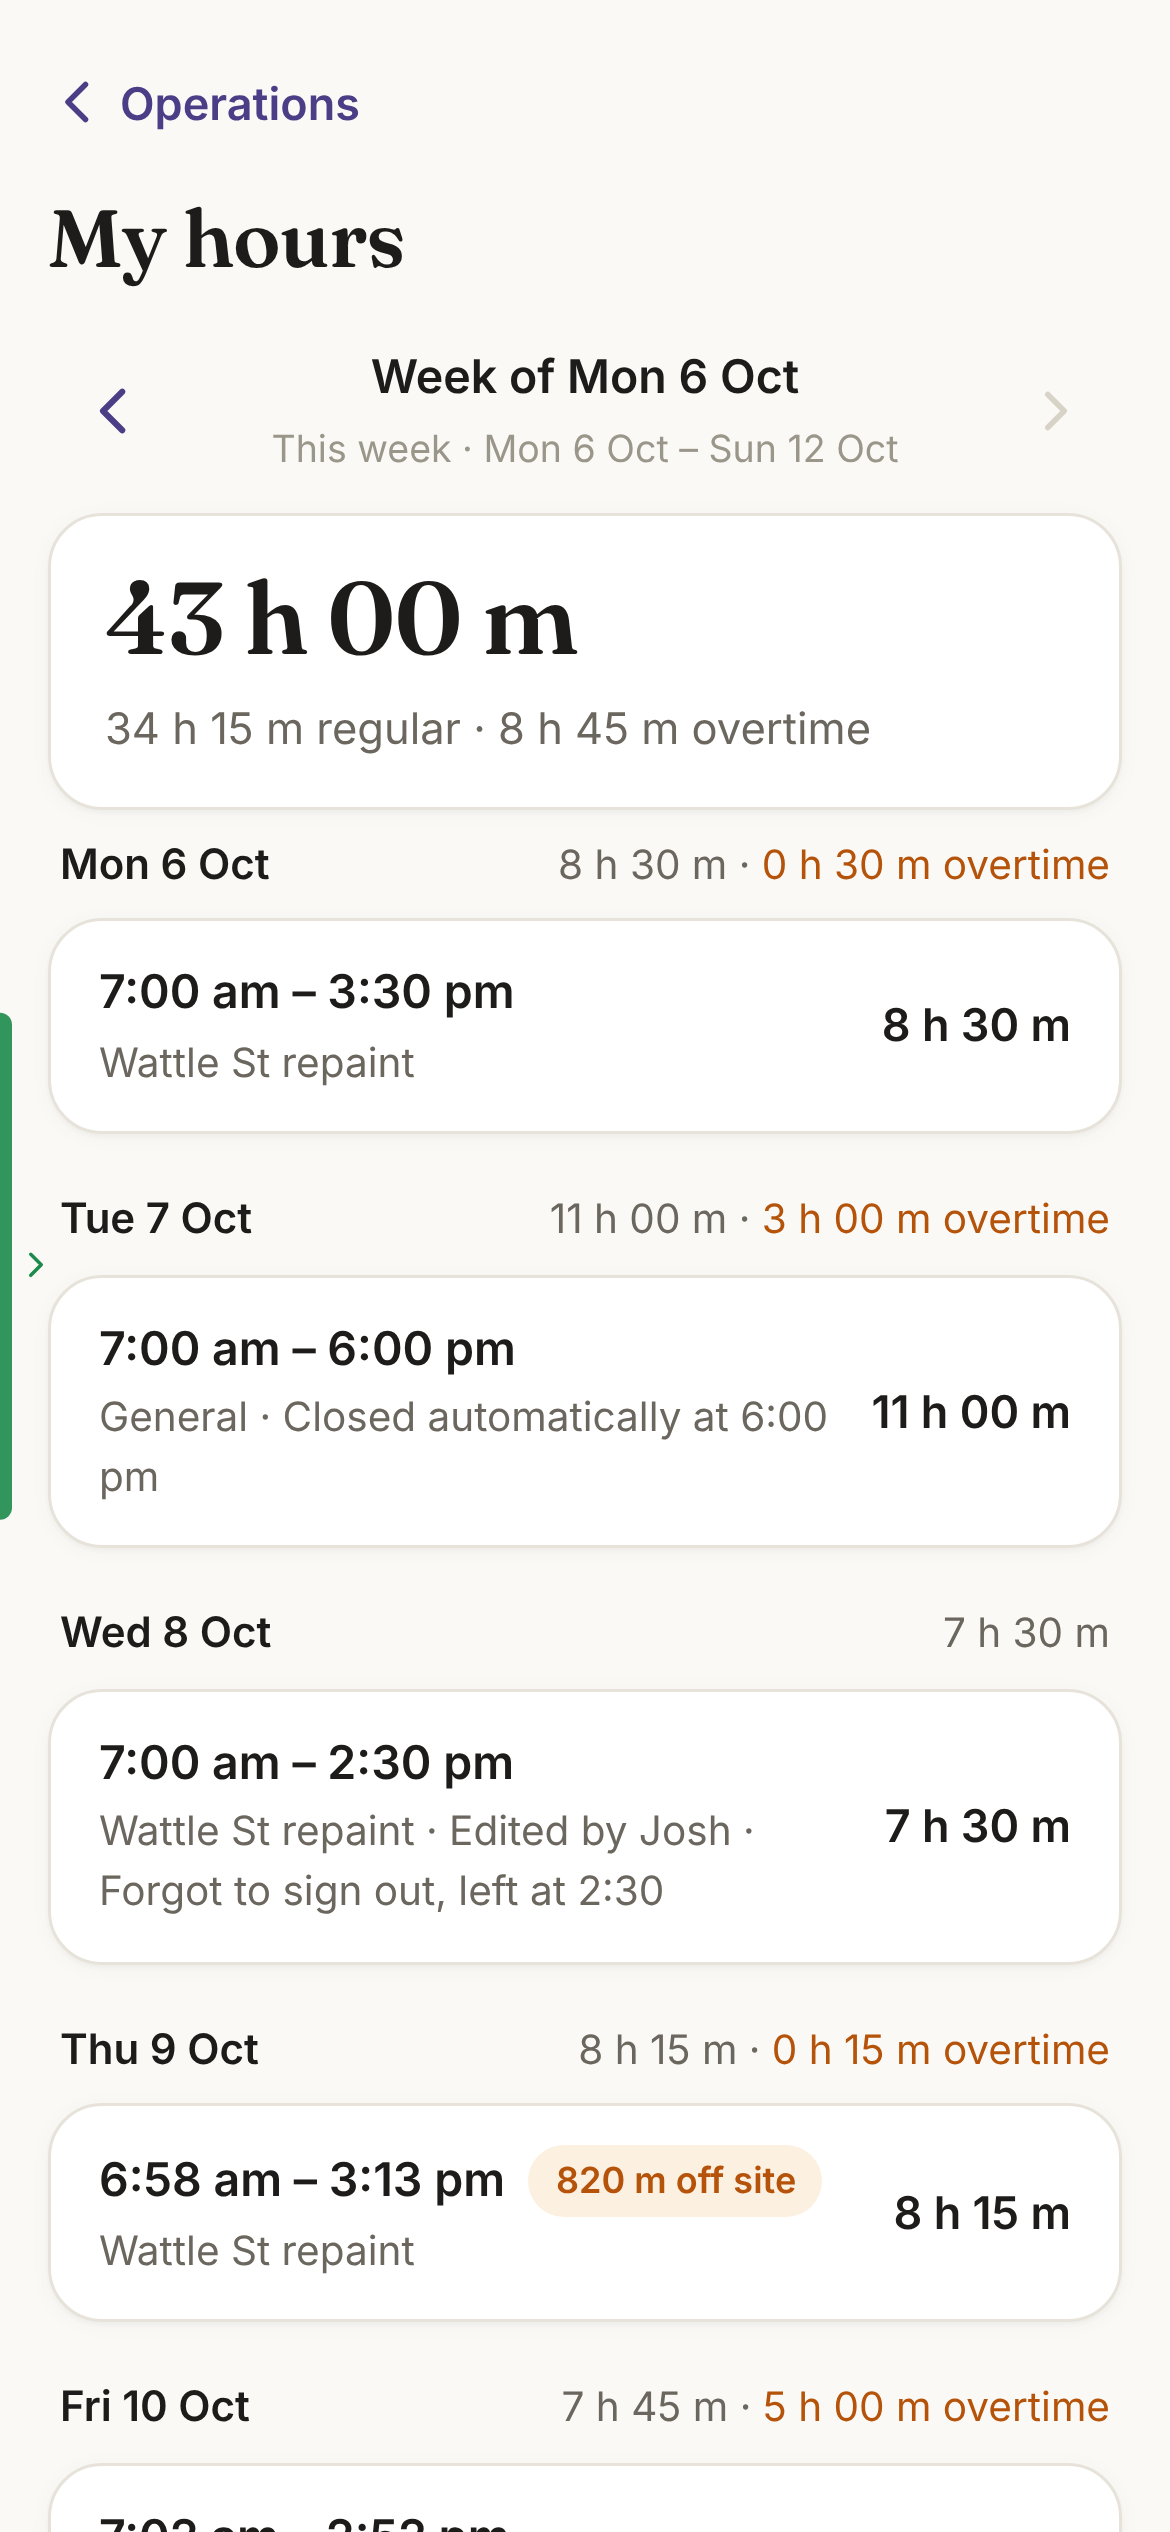 Operations
My hours
Week of Mon 6 Oct
This week · Mon 6 Oct – Sun 12 Oct
43 h 00 m
34 h 15 m regular · 8 h 45 m overtime
Mon 6 Oct 8 h 30 m · 0 h 30 m overtime
7:00 am – 3:30 pm
8 h 30 m
Wattle St repaint
Tue 7 Oct 11 h 00 m · 3 h 00 m overtime
7:00 am – 6:00 pm
General · Closed automatically at 6:00
pm
11 h 00 m
Wed 8 Oct 7 h 30 m
7:00 am – 2:30 pm
Wattle St repaint · Edited by Josh ·
Forgot to sign out, left at 2:30
7 h 30 m
Thu 9 Oct 8 h 15 m · 0 h 15 m overtime
6:58 am – 3:13 pm 820 m off site
8 h 15 m
Wattle St repaint
Fri 10 Oct 7 h 45 m · 5 h 00 m overtime